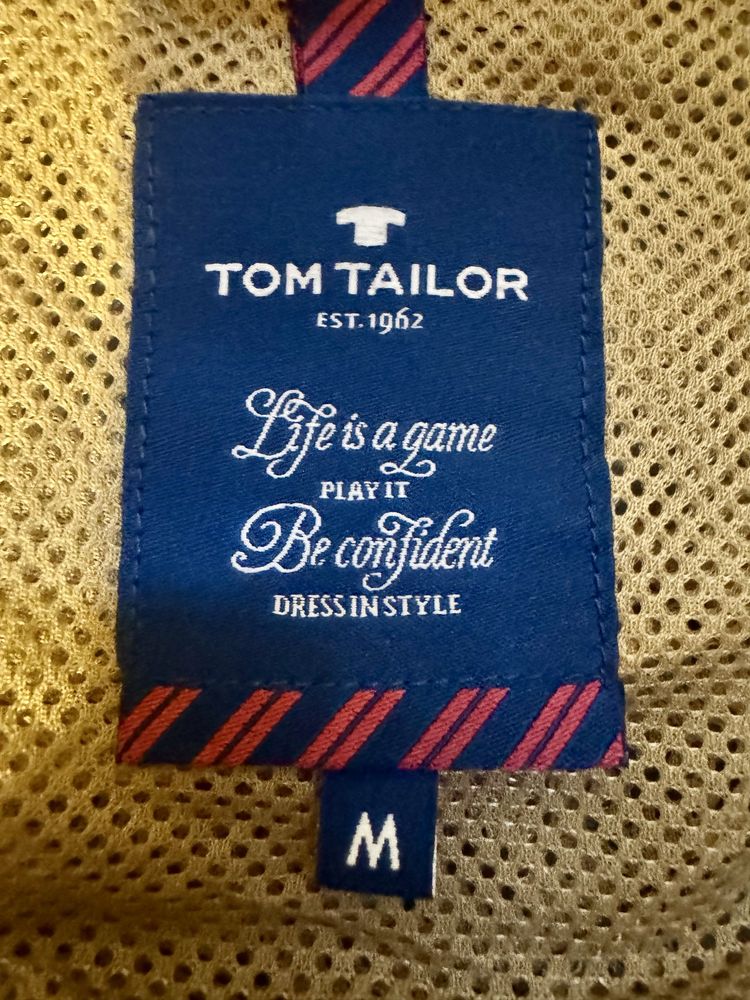 TOM TAILOR
EST. 1962
Life is a game
PLAY IT
Be confident
DRESS IN STYLE
M